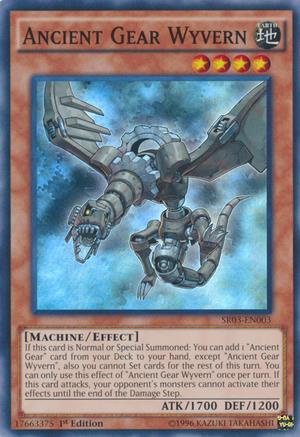 ANCIENT GEAR WYVERN
EARTH
地
SR03-EN003
[MACHINE/EFFECT]
If this card is Normal or Special Summoned: You can add 1 "Ancient
Gear" card from your Deck to your hand, except "Ancient Gear
Wyvern", also you cannot Set cards for the rest of this turn. You
can only use this effect of "Ancient Gear Wyvern" once per turn. If
this card attacks, your opponent's monsters cannot activate their
effects until the end of the Damage Step.
ATK/1700 DEF/1200
17663375 1st Edition ©1996 KAZUKI TAKAHASHI